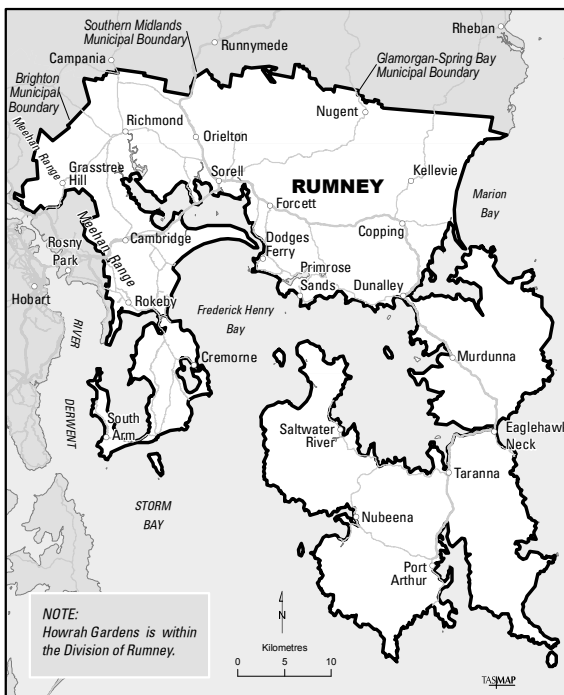 Southern Midlands
Municipal Boundary
Rheban
Runnymede
Campania
Glamorgan-Spring Bay
Municipal Boundary
Brighton
Municipal
Boundary
Nugent
Richmond
Orielton
Meehan Range
Grasstree
Hill
Sorell
RUMNEY
Kellevie
Marion
Bay
Forcett
Meehan Range
Rosny
Park
Cambridge
Copping
Dodges
Ferry
Primrose
Sands
Dunalley
Hobart
Rokeby
Frederick Henry
Bay
RIVER
DERWENT
Cremorne
Murdunna
South
Arm
Saltwater
River
Eaglehawk
Neck
Taranna
STORM
BAY
Nubeena
Port
Arthur
NOTE:
Howrah Gardens is within
the Division of Rumney.
N
Kilometres
0 5 10
TASMAP